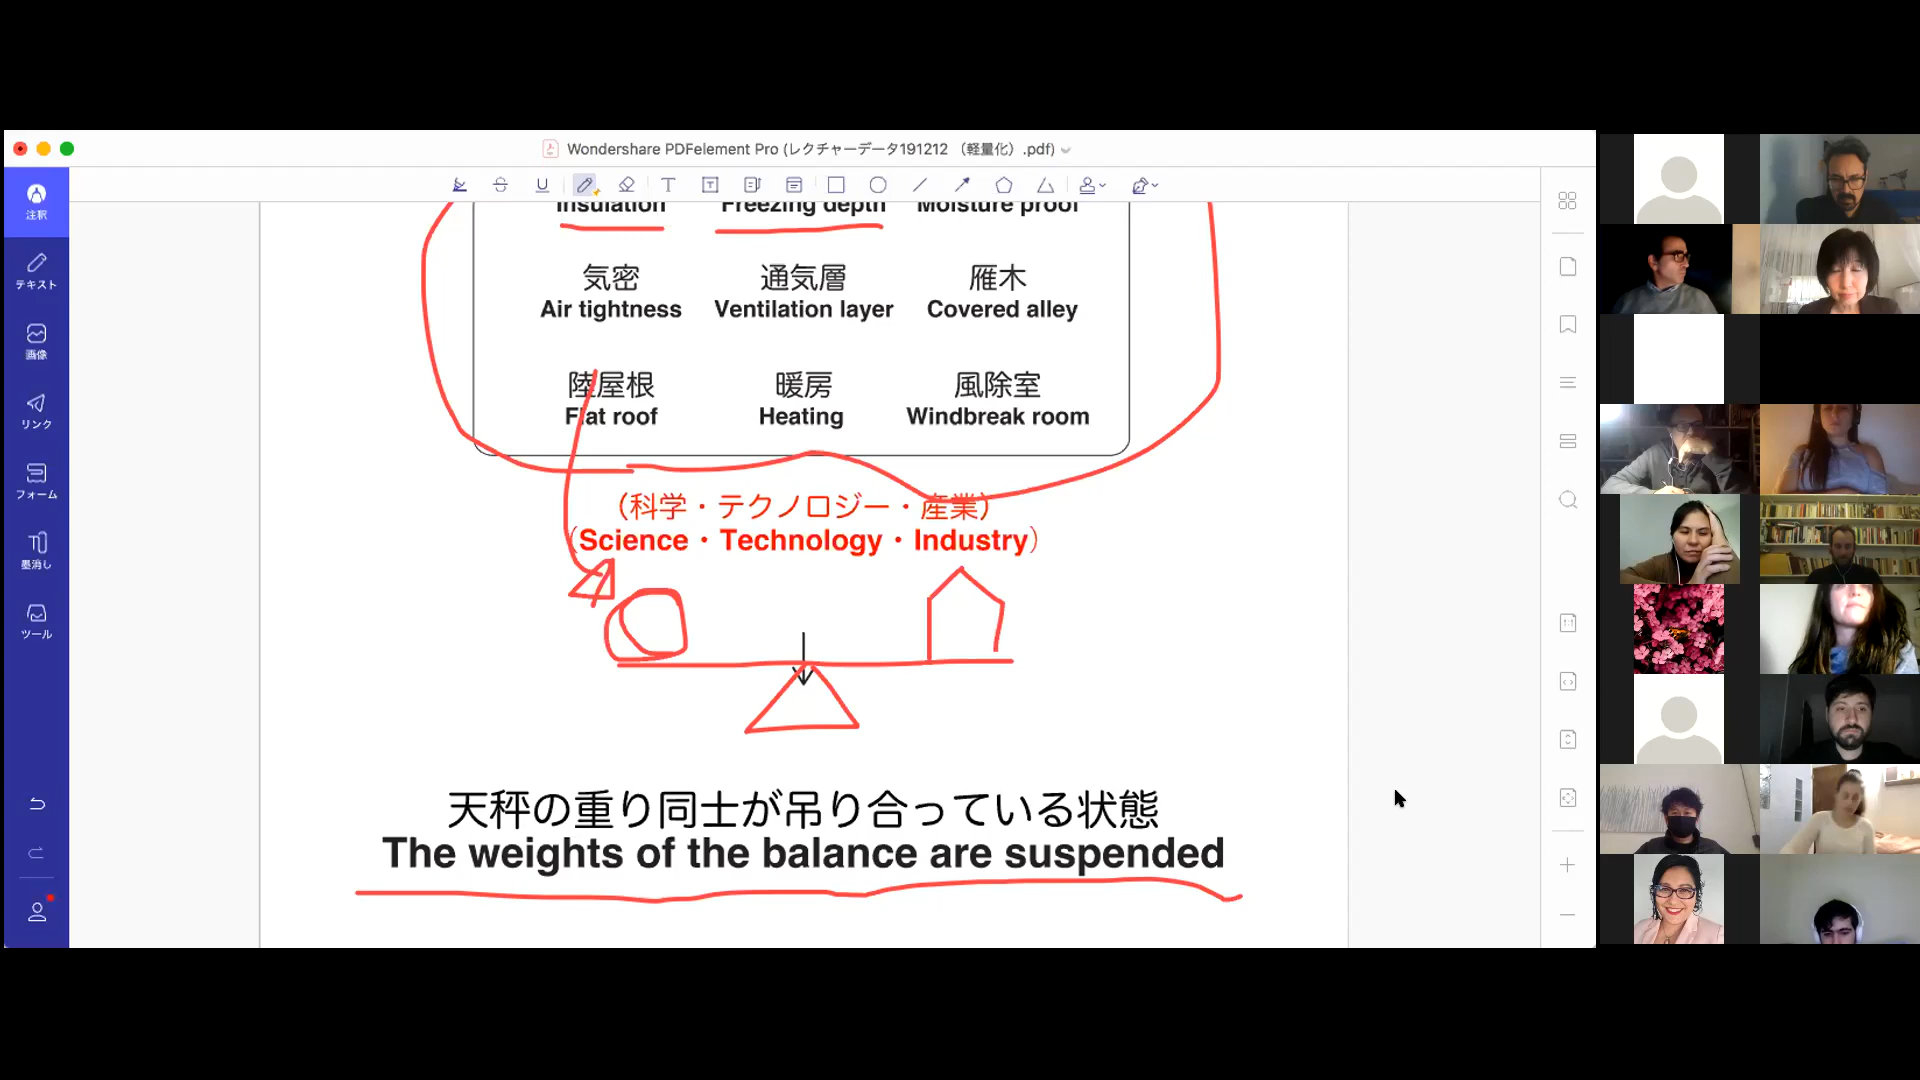 Wondershare PDFelement Pro (レクチャーデータ191212 （軽量化）.pdf)
注釈
テキスト
画像
リンク
フォーム
墨消し
ツール
Insulation Freezing depth Moisture proof
気密 通気層 雁木
Air tightness Ventilation layer Covered alley
陸屋根 暖房 風除室
Flat roof Heating Windbreak room
（科学・テクノロジー・産業）
（Science・Technology・Industry）
天秤の重り同士が吊り合っている状態
The weights of the balance are suspended